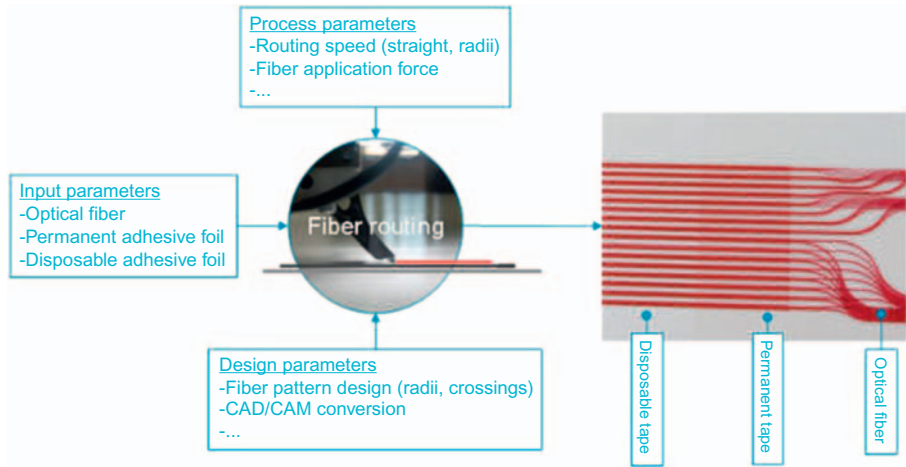 Process parameters
-Routing speed (straight, radii)
-Fiber application force
-...
Input parameters
-Optical fiber
-Permanent adhesive foil
-Disposable adhesive foil
Fiber routing
Design parameters
-Fiber pattern design (radii, crossings)
-CAD/CAM conversion
-...
Disposable tape
Permanent tape
Optical fiber